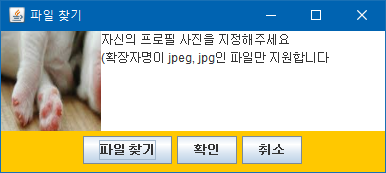 파일 찾기
자신의 프로필 사진을 지정해주세요
(확장자명이 jpeg, jpg인 파일만 지원합니다
파일 찾기 확인 취소